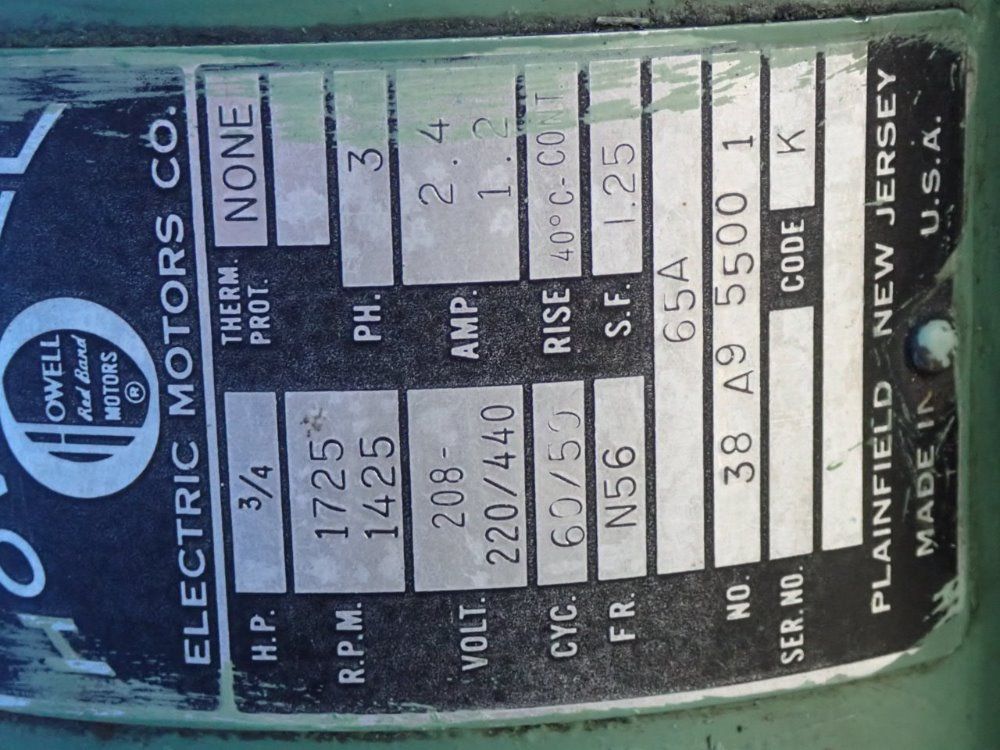 HOWELL
HOWELL
Red Band
MOTORS
®
ELECTRIC MOTORS CO.
H.P. 3/4 THERM. PROT. NONE
R.P.M. 1725 1425 PH. 3
VOLT. 208- 220/440 AMP. 2.4 1.2
CYC. 60/50 RISE 40°C-CONT.
FR. N56 S.F. 1.25
65A
NO. 38 A9 5500 1
SER. NO. CODE K
PLAINFIELD NEW JERSEY
MADE IN U.S.A.